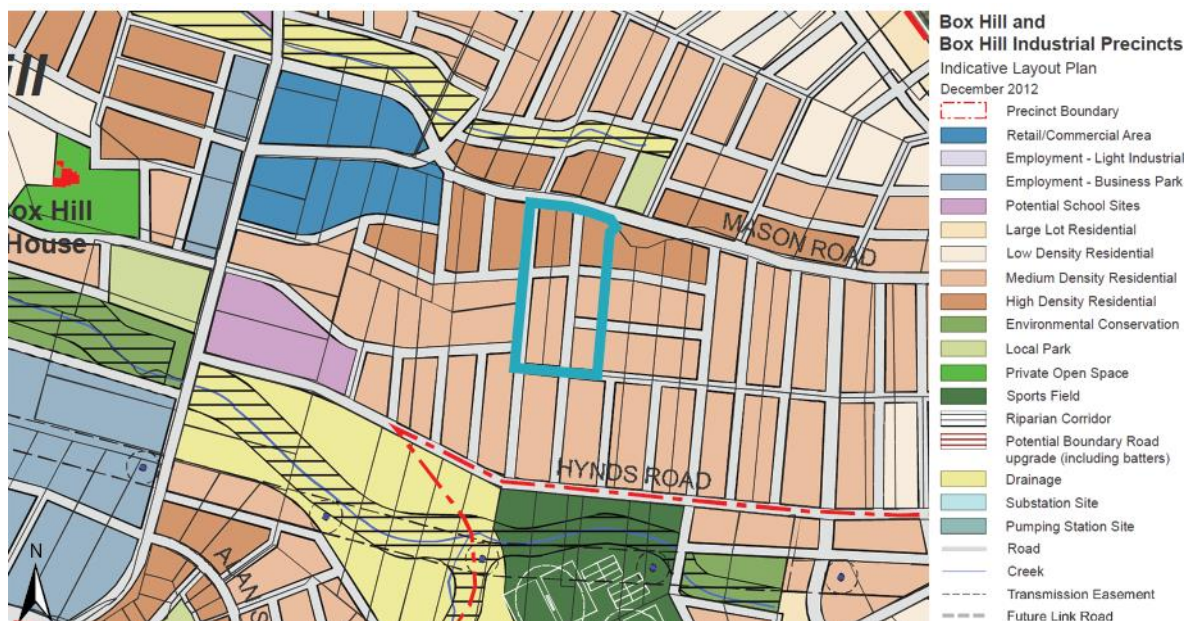 Box Hill and
Box Hill Industrial Precincts
Indicative Layout Plan
December 2012
Precinct Boundary
Retail/Commercial Area
Employment - Light Industrial
Employment - Business Park
Potential School Sites
Large Lot Residential
Low Density Residential
Medium Density Residential
High Density Residential
Environmental Conservation
Local Park
Private Open Space
Sports Field
Riparian Corridor
Potential Boundary Road
upgrade (including batters)
Drainage
Substation Site
Pumping Station Site
Road
Creek
Transmission Easement
Future Link Road
ill
ox Hill
House
MASON ROAD
HYNDS ROAD
ALAN S
N